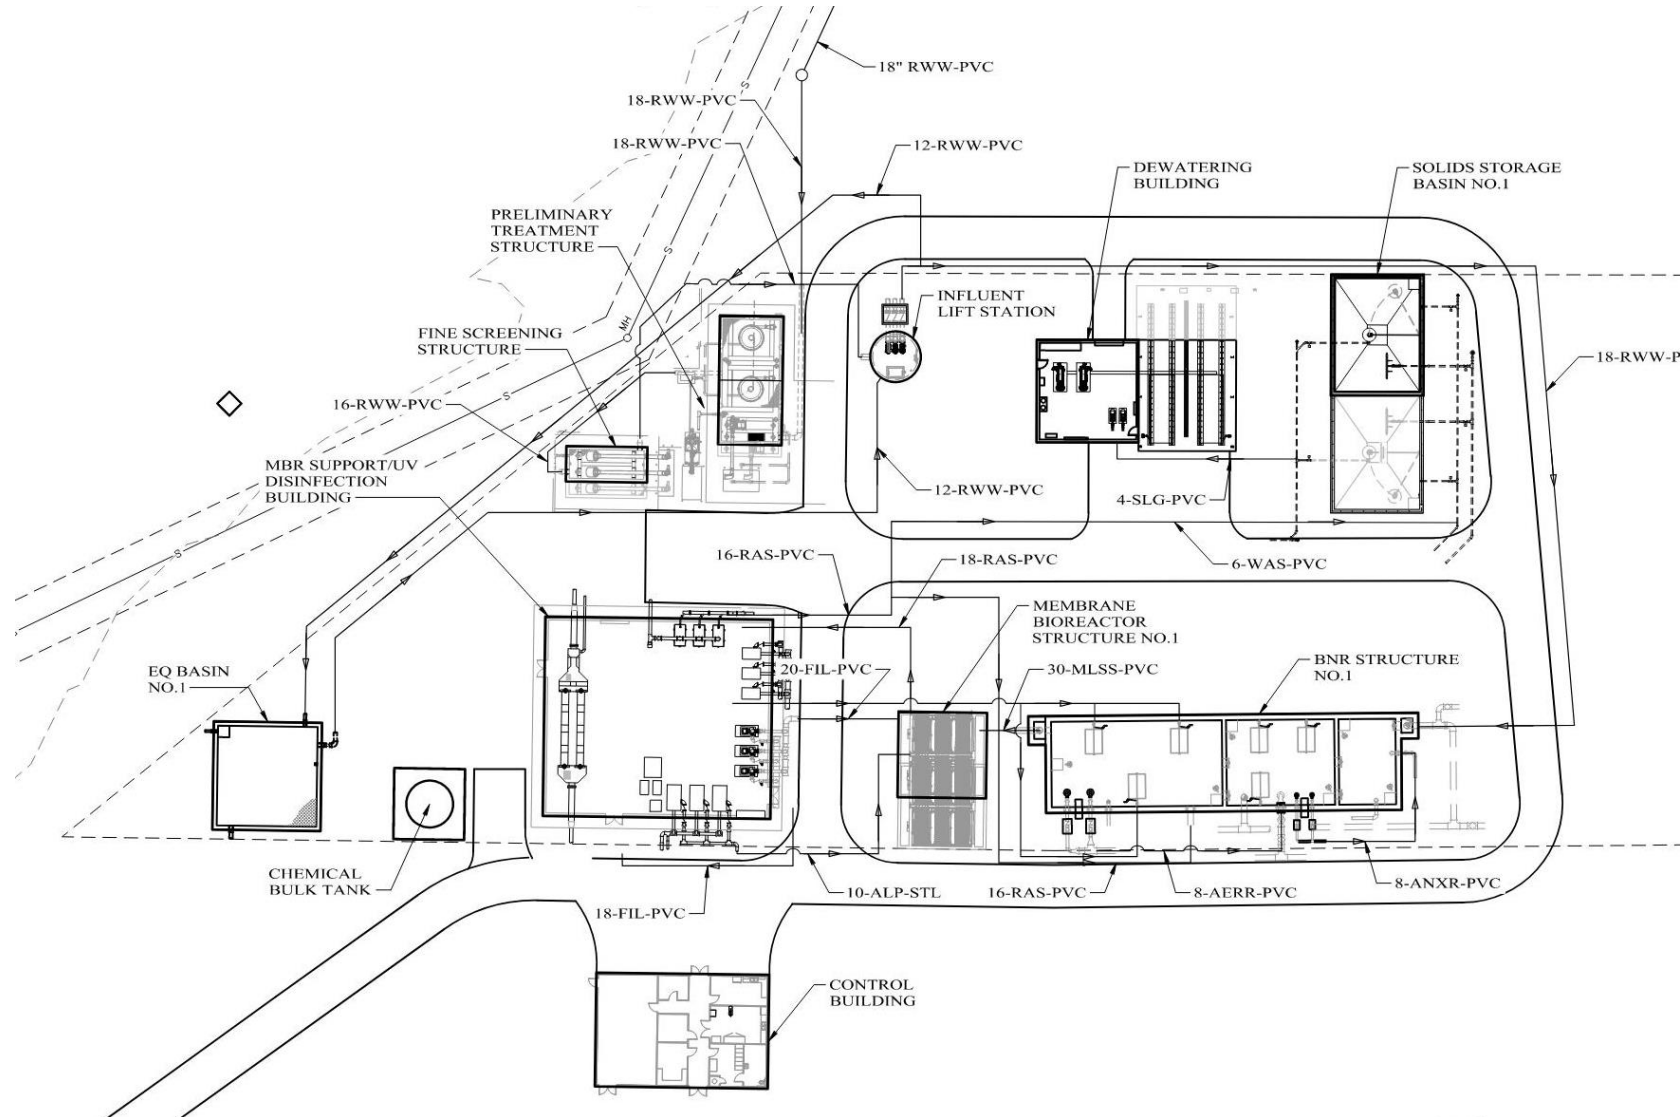 18" RWW-PVC
18-RWW-PVC
18-RWW-PVC
12-RWW-PVC
DEWATERING
BUILDING
SOLIDS STORAGE
BASIN NO.1
PRELIMINARY
TREATMENT
STRUCTURE
INFLUENT
LIFT STATION
FINE SCREENING
STRUCTURE
18-RWW-P
16-RWW-PVC
MBR SUPPORT/UV
DISINFECTION
BUILDING
12-RWW-PVC
4-SLG-PVC
16-RAS-PVC
18-RAS-PVC
6-WAS-PVC
MEMBRANE
BIOREACTOR
STRUCTURE NO.1
EQ BASIN
NO.1
20-FIL-PVC
30-MLSS-PVC
BNR STRUCTURE
NO.1
CHEMICAL
BULK TANK
18-FIL-PVC
10-ALP-STL
16-RAS-PVC
8-AERR-PVC
8-ANXR-PVC
CONTROL
BUILDING
S
S
MH
S
S